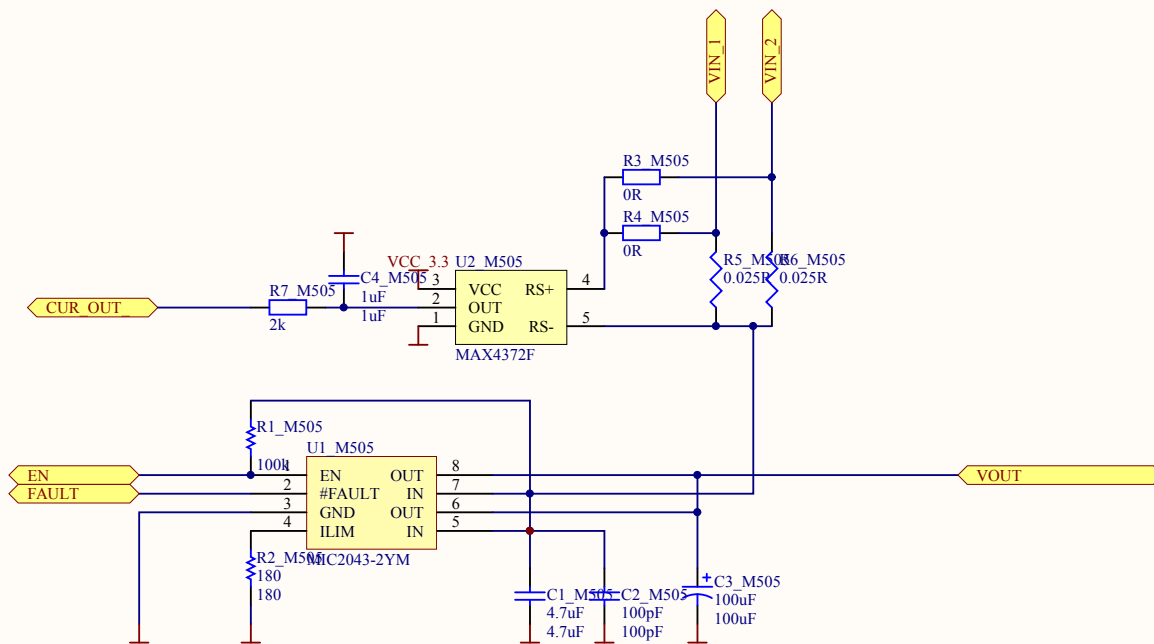 VIN_1
VIN_2
R3_M505
0R
R4_M505
0R
R5_M505
0.025R
R6_M505
0.025R
VCC_3.3
U2_M505
C4_M505
1uF
1uF
R7_M505
2k
CUR_OUT_
3
VCC
RS+
4
2
OUT
1
GND
RS-
5
MAX4372F
R1_M505
100k
U1_M505
EN
1
EN
OUT
8
VOUT
FAULT
2
#FAULT
IN
7
3
GND
OUT
6
4
ILIM
IN
5
MIC2043-2YM
R2_M505
180
180
C1_M505
4.7uF
4.7uF
C2_M505
100pF
100pF
+
C3_M505
100uF
100uF